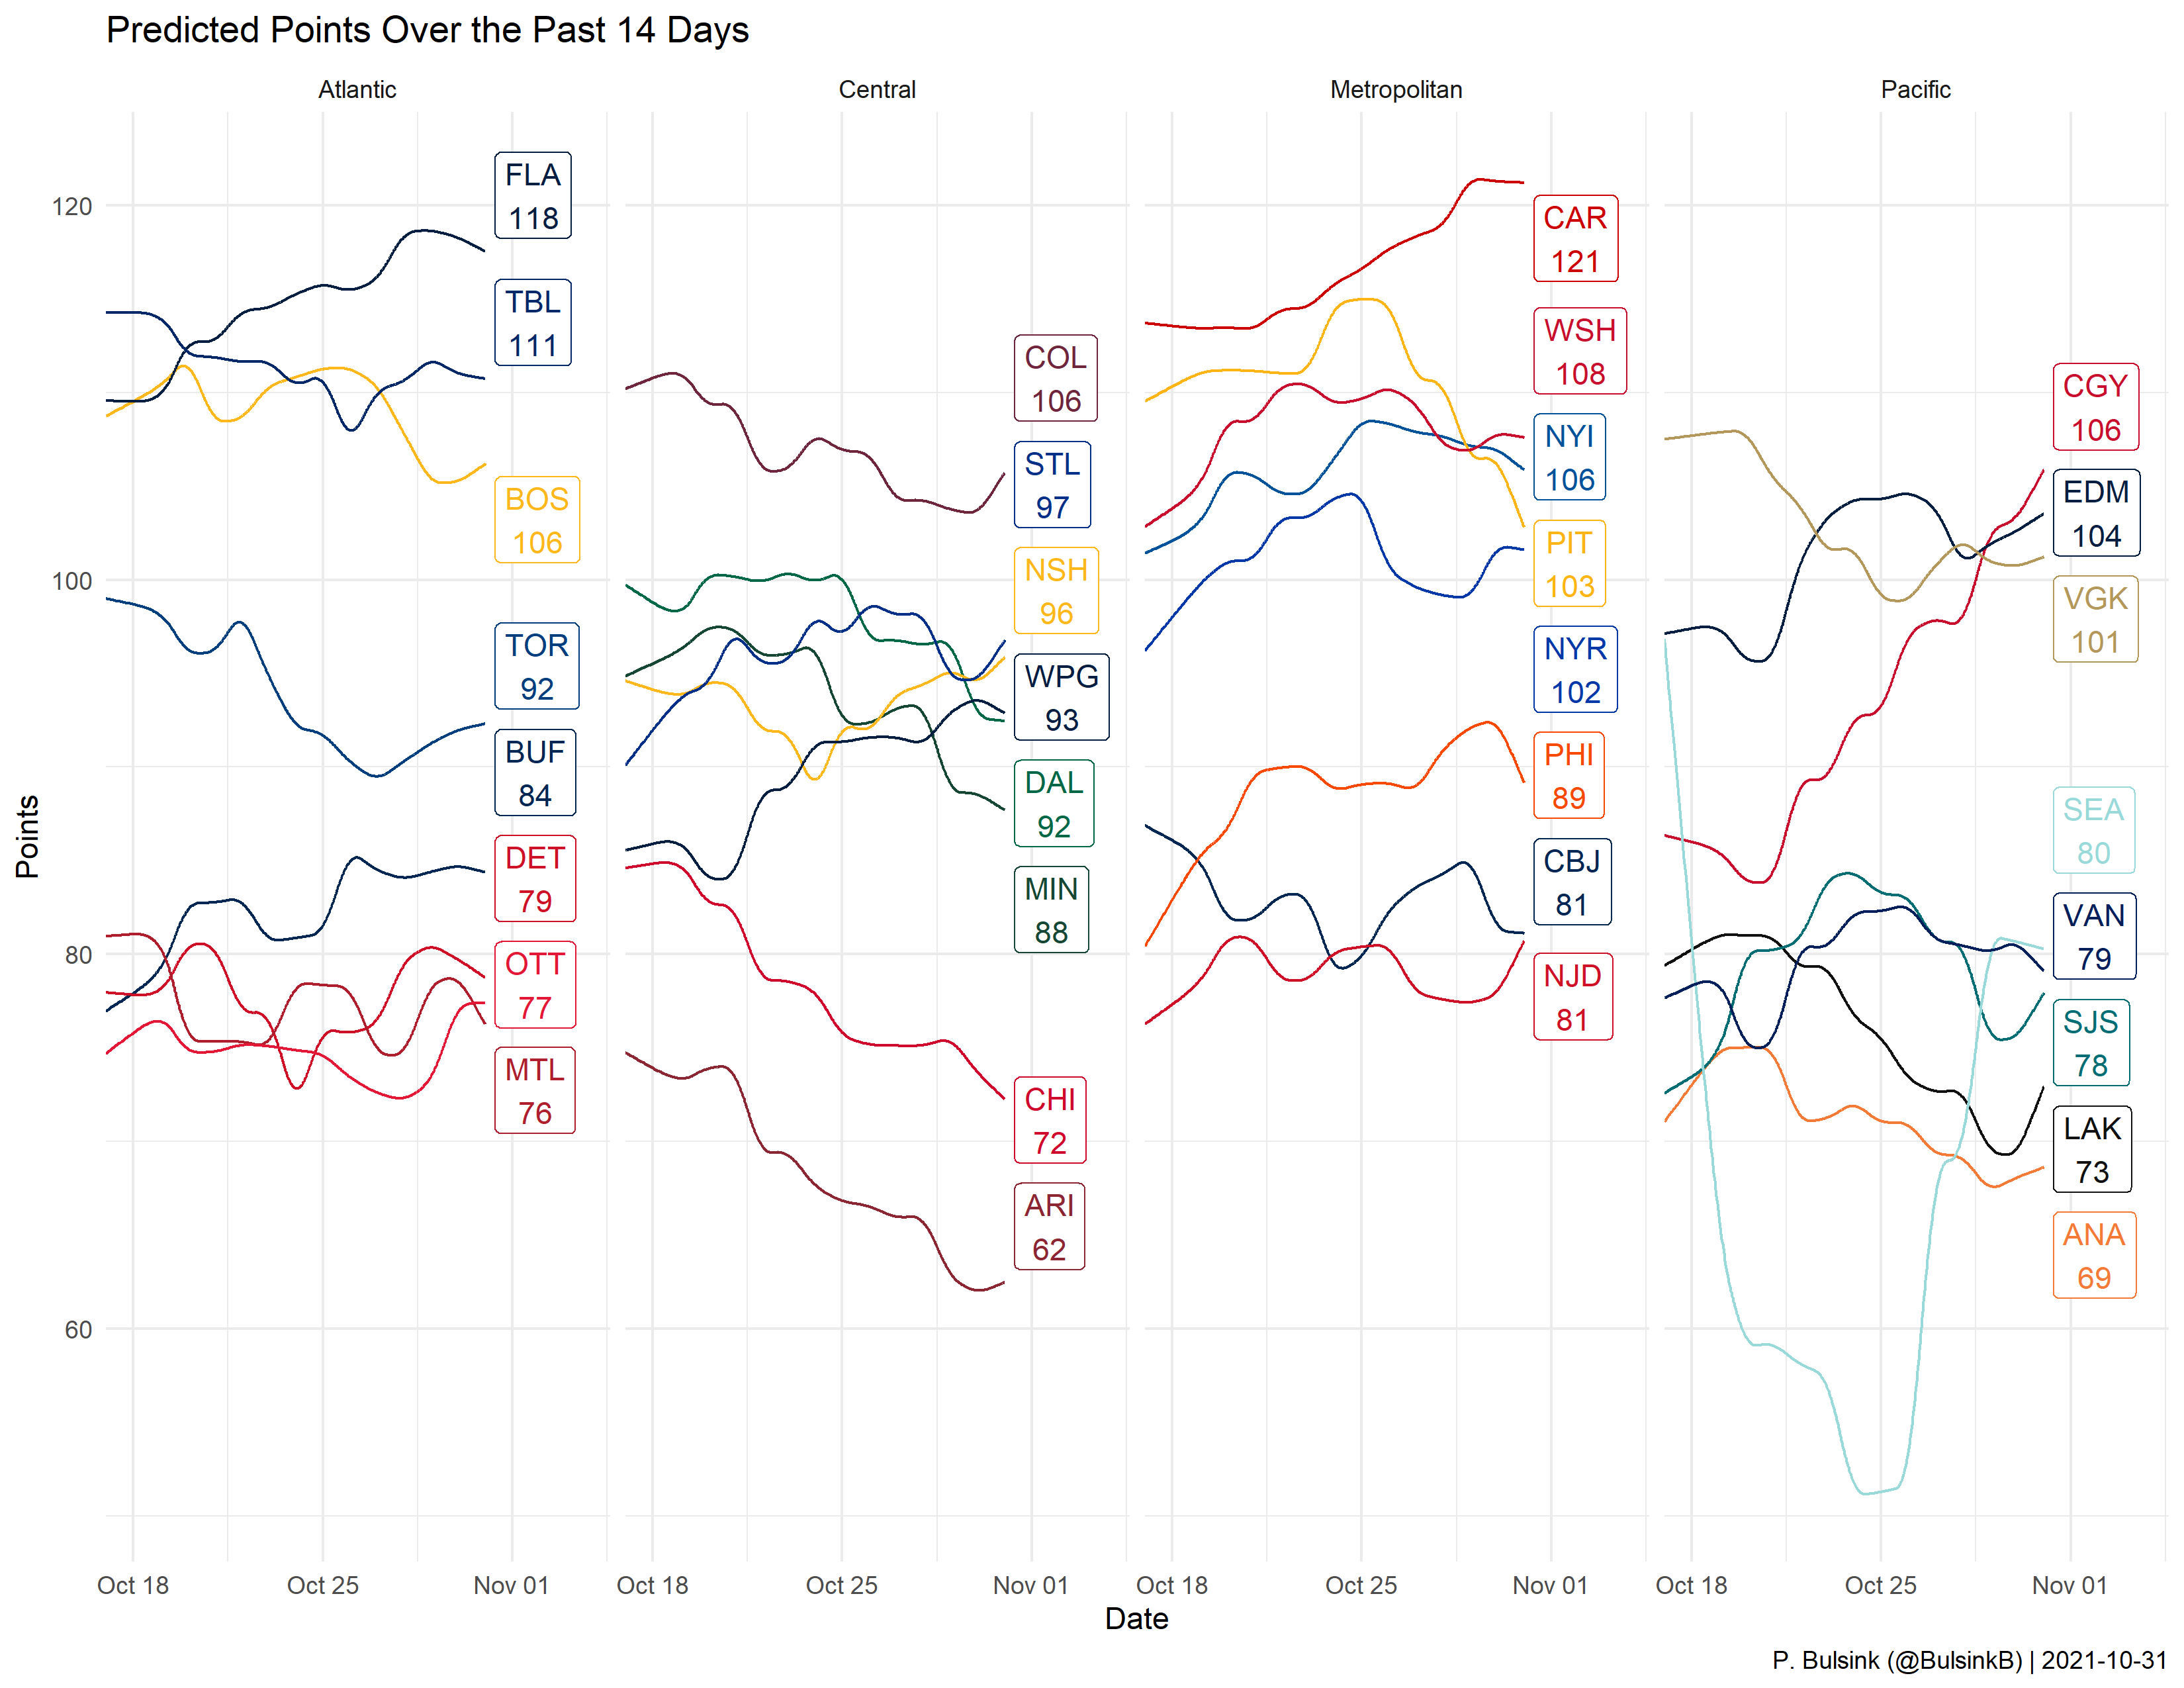 Predicted Points Over the Past 14 Days
Atlantic
Central
Metropolitan
Pacific
Points
120
100
80
60
FLA
118
TBL
111
BOS
106
TOR
92
BUF
84
DET
79
OTT
77
MTL
76
COL
106
STL
97
NSH
96
WPG
93
DAL
92
MIN
88
CHI
72
ARI
62
CAR
121
WSH
108
NYI
106
PIT
103
NYR
102
PHI
89
CBJ
81
NJD
81
CGY
106
EDM
104
VGK
101
SEA
80
VAN
79
SJS
78
LAK
73
ANA
69
Oct 18 Oct 25 Nov 01
Oct 18 Oct 25 Nov 01
Oct 18 Oct 25 Nov 01
Oct 18 Oct 25 Nov 01
Date
P. Bulsink (@BulsinkB) | 2021-10-31